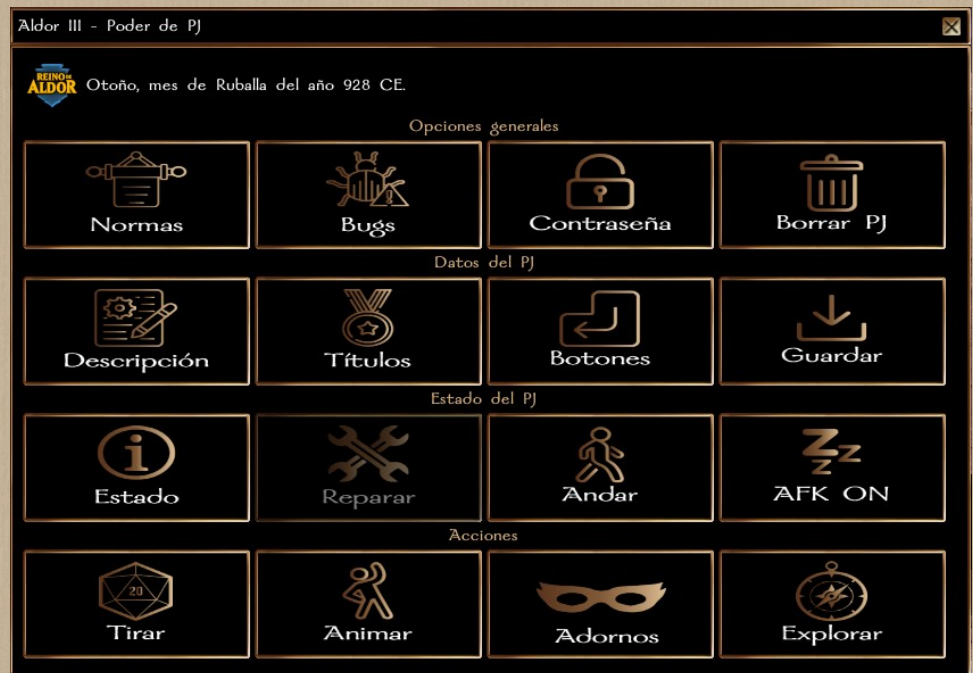 Aldor III - Poder de PJ
REINO DE
ALDOR
Otoño, mes de Ruballa del año 928 CE.
Opciones generales
Normas
Bugs
Contraseña
Borrar PJ
Datos del PJ
Descripción
Títulos
Botones
Guardar
Estado del PJ
Estado
Reparar
Andar
AFK ON
Acciones
20
Tirar
Animar
Adornos
Explorar